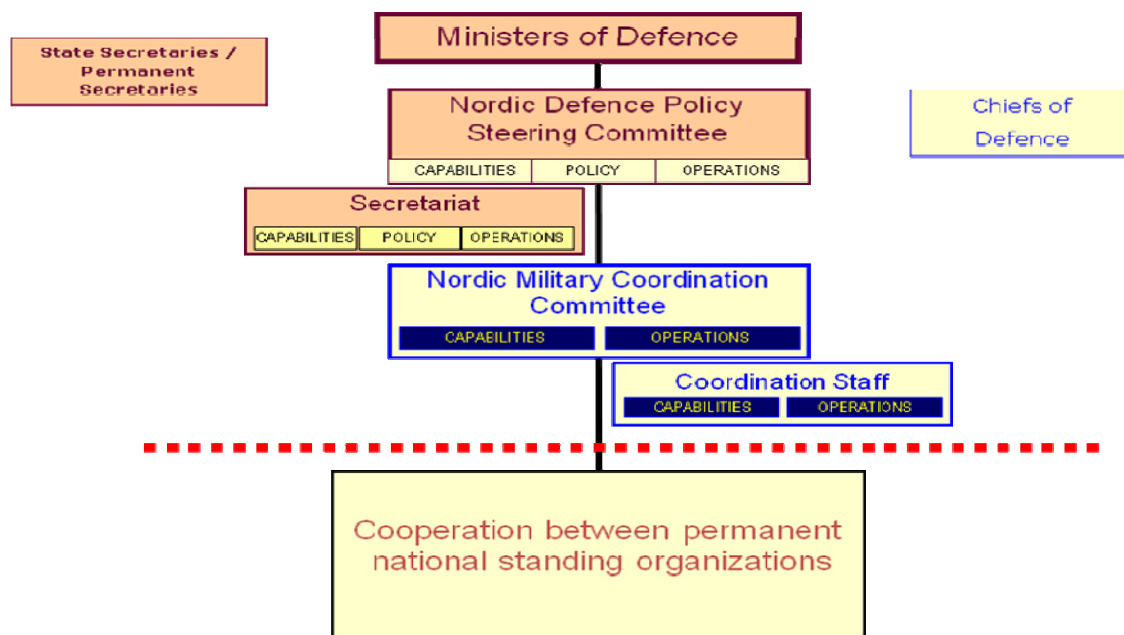 Ministers of Defence
State Secretaries /
Permanent
Secretaries
Nordic Defence Policy
Steering Committee
CAPABILITIES POLICY OPERATIONS
Chiefs of
Defence
Secretariat
CAPABILITIES POLICY OPERATIONS
Nordic Military Coordination
Committee
CAPABILITIES OPERATIONS
Coordination Staff
CAPABILITIES OPERATIONS
Cooperation between permanent
national standing organizations